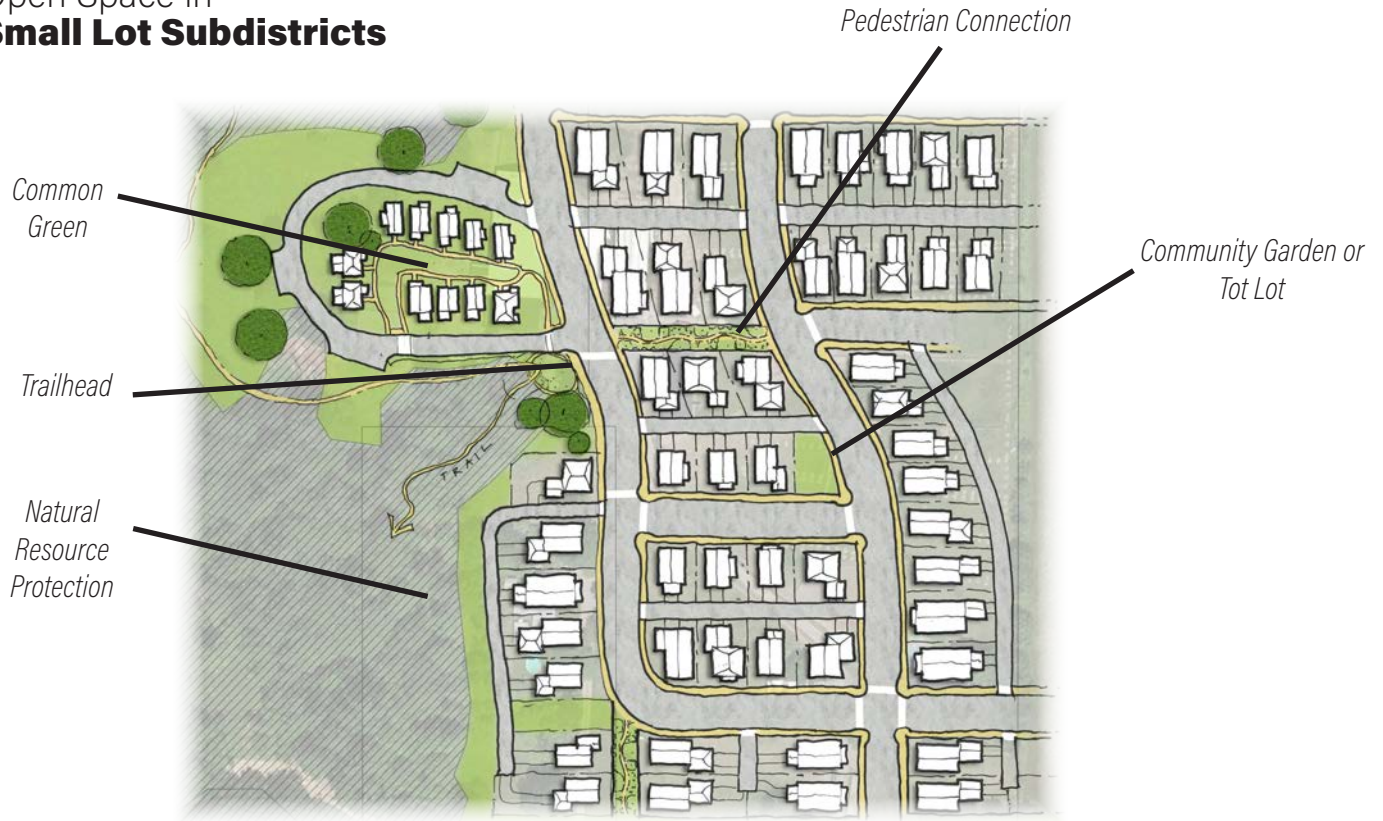 Open Space in
Small Lot Subdistricts
Pedestrian Connection
Common
Green
Community Garden or
Tot Lot
Trailhead
TRAIL
Natural
Resource
Protection